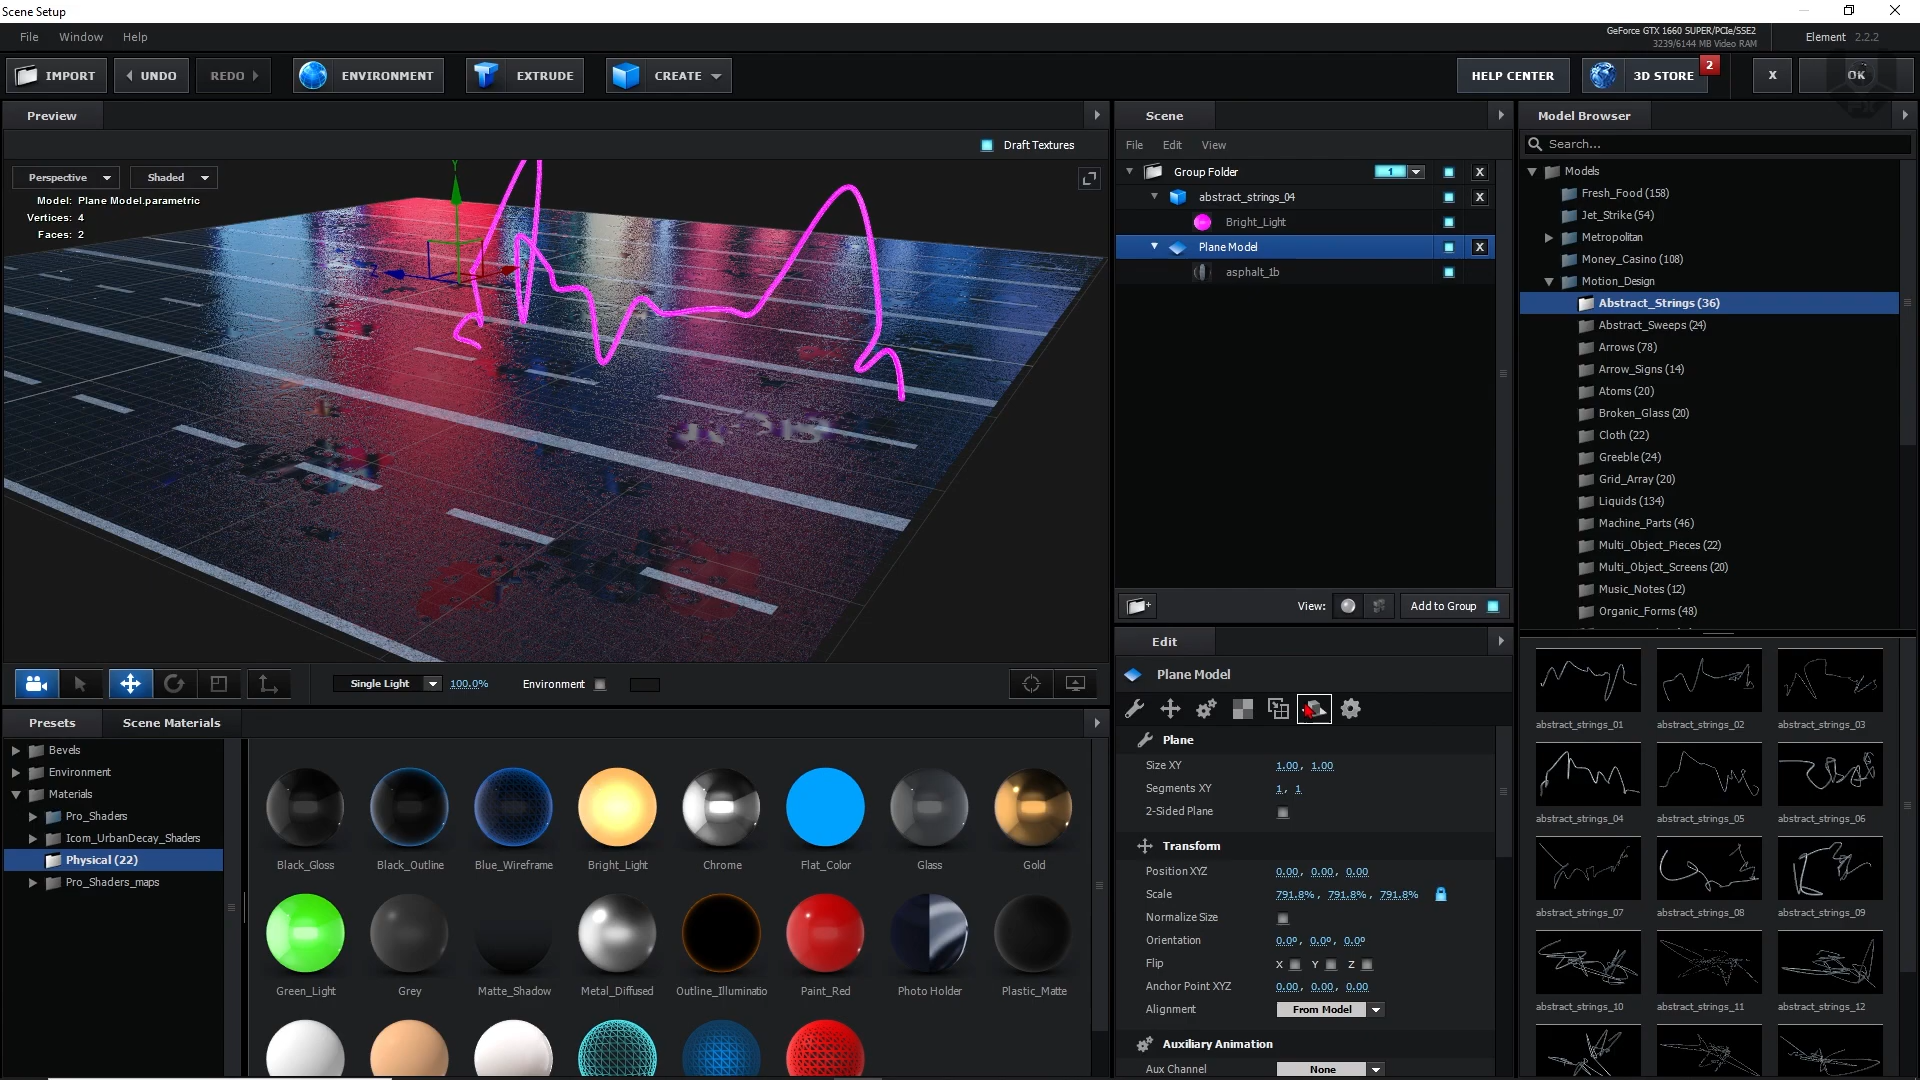 Scene Setup
File Window Help
GeForce GTX 1660 SUPER/PCIe/SSE2
3239/6144 MB Video RAM
Element 2.2.2
IMPORT UNDO REDO ENVIRONMENT EXTRUDE CREATE HELP CENTER 3D STORE 2 X OK
Preview
Draft Textures
Perspective Shaded
Model: Plane Model.parametric
Vertices: 4
Faces: 2
Y
Z
Single Light 100.0% Environment
Presets Scene Materials
Bevels
Environment
Materials
Pro_Shaders
Icom_UrbanDecay_Shaders
Physical (22)
Pro_Shaders_maps
Black_Gloss Black_Outline Blue_Wireframe Bright_Light Chrome Flat_Color Glass Gold
Green_Light Grey Matte_Shadow Metal_Diffused Outline_Illuminatio Paint_Red Photo Holder Plastic_Matte
Scene
File Edit View
Group Folder 1 X
abstract_strings_04 X
Bright_Light
Plane Model X
asphalt_1b
View: Add to Group
Edit
Plane Model
Plane
Size XY 1.00, 1.00
Segments XY 1, 1
2-Sided Plane
Transform
Position XYZ 0.00, 0.00, 0.00
Scale 791.8%, 791.8%, 791.8%
Normalize Size
Orientation 0.0º, 0.0º, 0.0º
Flip X Y Z
Anchor Point XYZ 0.00, 0.00, 0.00
Alignment From Model
Auxiliary Animation
Aux Channel None
Model Browser
Search...
Models
Fresh_Food (158)
Jet_Strike (54)
Metropolitan
Money_Casino (108)
Motion_Design
Abstract_Strings (36)
Abstract_Sweeps (24)
Arrows (78)
Arrow_Signs (14)
Atoms (20)
Broken_Glass (20)
Cloth (22)
Greeble (24)
Grid_Array (20)
Liquids (134)
Machine_Parts (46)
Multi_Object_Pieces (22)
Multi_Object_Screens (20)
Music_Notes (12)
Organic_Forms (48)
abstract_strings_01 abstract_strings_02 abstract_strings_03
abstract_strings_04 abstract_strings_05 abstract_strings_06
abstract_strings_07 abstract_strings_08 abstract_strings_09
abstract_strings_10 abstract_strings_11 abstract_strings_12